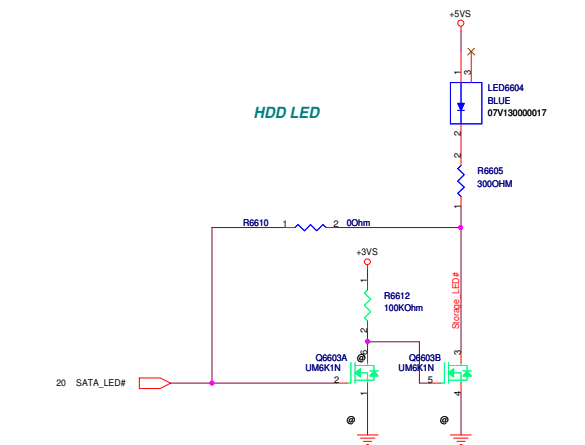 +5VS
1
3
LED6604
BLUE
07V130000017
HDD LED
2
2
R6605
300OHM
1
R6610 1 2 0Ohm
+3VS
1
R6612
100KOhm
2
Storage_LED#
Q6603A
UM6K1N
@
6
Q6603B
UM6K1N
3
20 SATA_LED#
2
5
1
4
@
@